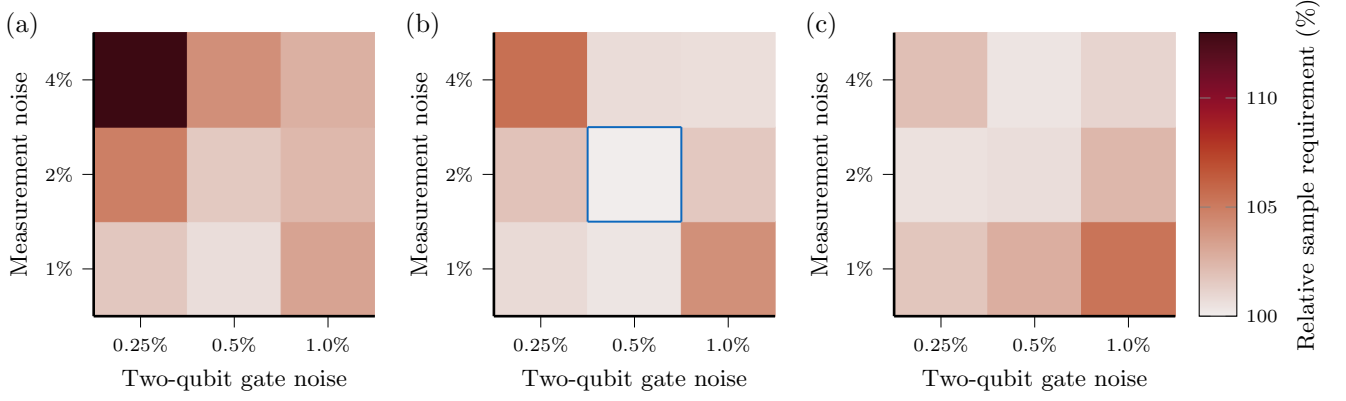 (a)
Measurement noise
4%
2%
1%
0.25%
0.5%
1.0%
Two-qubit gate noise
(b)
Measurement noise
4%
2%
1%
0.25%
0.5%
1.0%
Two-qubit gate noise
(c)
Measurement noise
4%
2%
1%
0.25%
0.5%
1.0%
Two-qubit gate noise
110
105
100
Relative sample requirement (%)